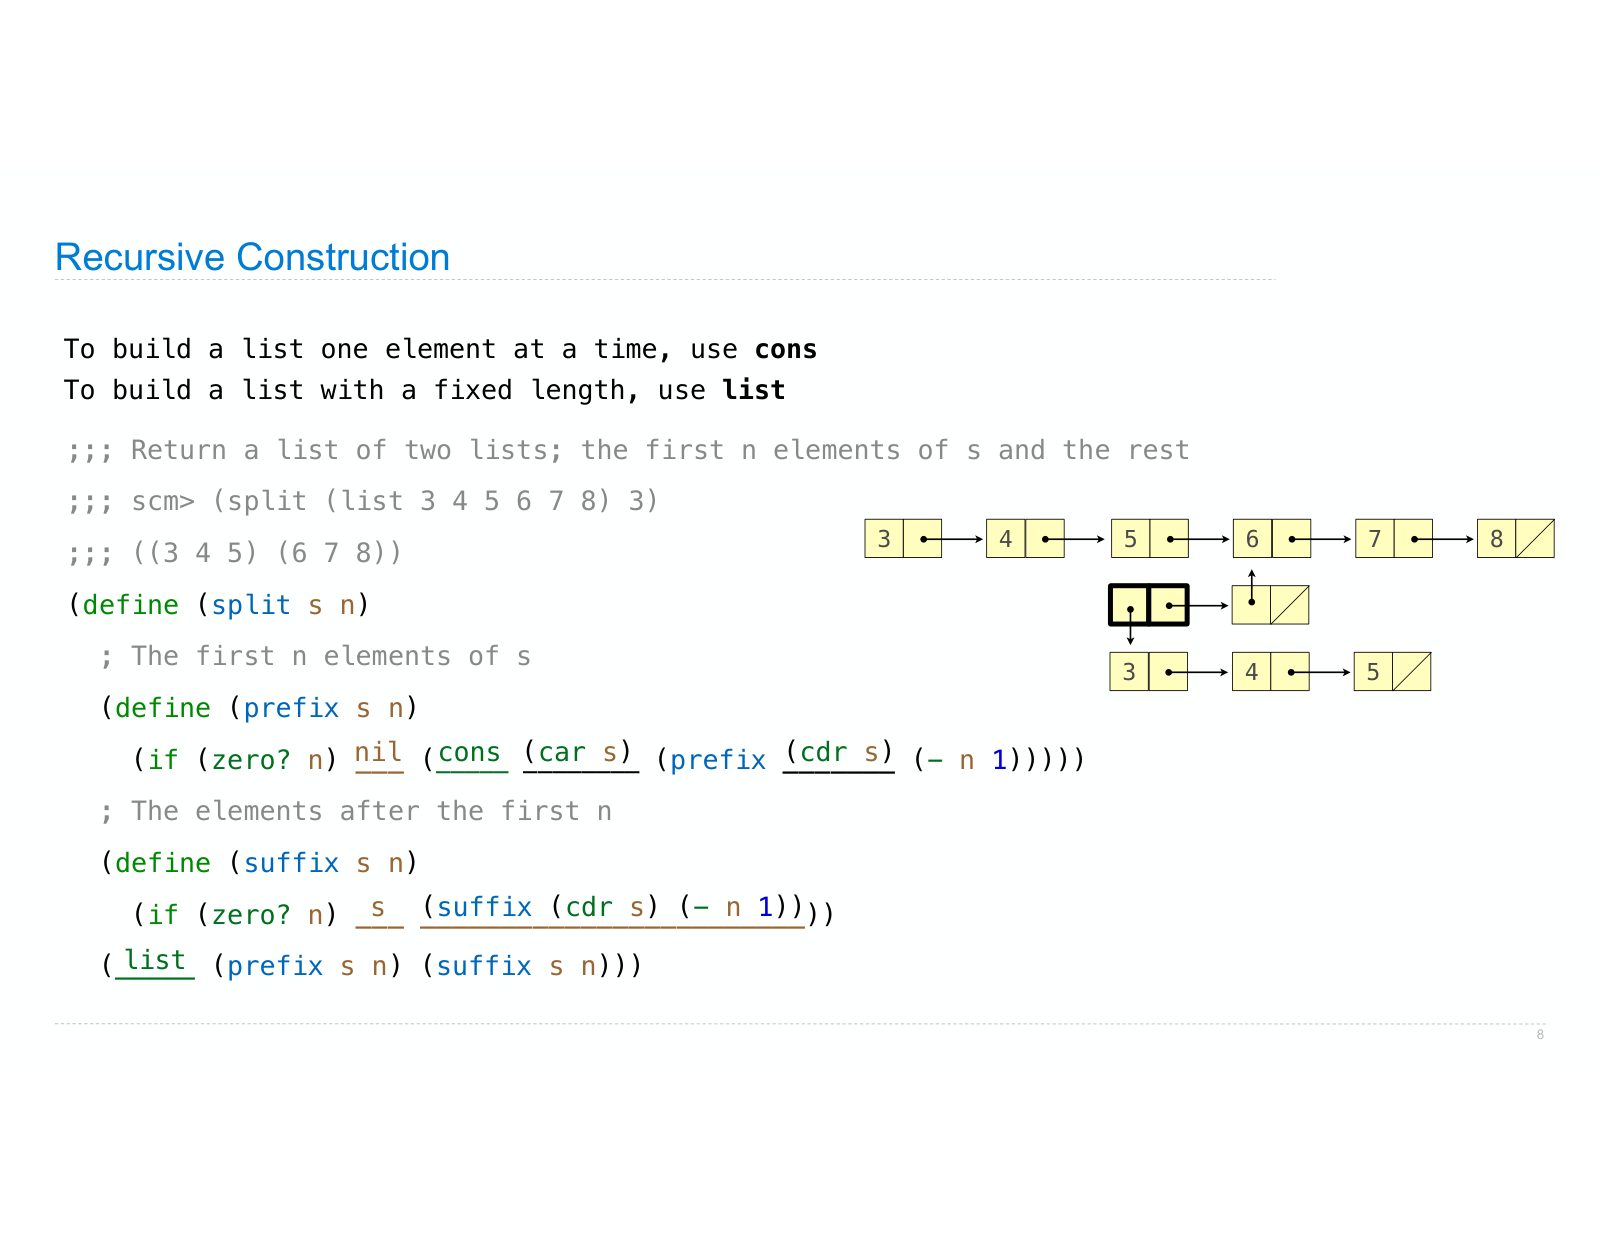 Recursive Construction
To build a list one element at a time, use cons
To build a list with a fixed length, use list
;;; Return a list of two lists; the first n elements of s and the rest
;;; scm> (split (list 3 4 5 6 7 8) 3)
;;; ((3 4 5) (6 7 8))
3 4 5 6 7 8
3 4 5
(define (split s n)
; The first n elements of s
(define (prefix s n)
(if (zero? n) nil (cons (car s) (prefix (cdr s) (- n 1)))))
; The elements after the first n
(define (suffix s n)
(if (zero? n) s (suffix (cdr s) (- n 1))))
(list (prefix s n) (suffix s n)))
8